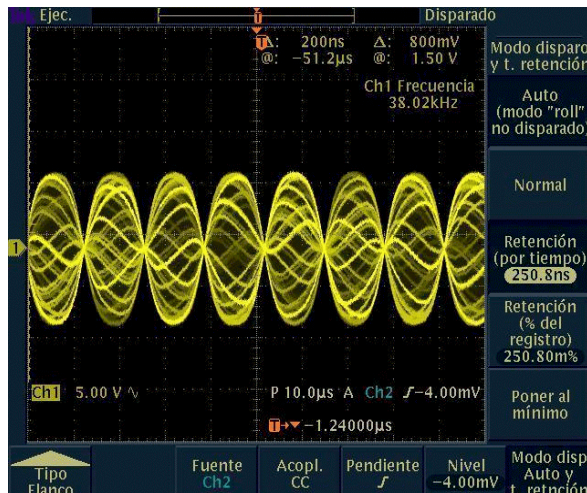 Ejec.
Disparado
Δ: 200ns Δ: 800mV
@: −51.2µs @: 1.50 V
Ch1 Frecuencia
38.02kHz
1
Ch1 5.00 V ∿
P 10.0µs A Ch2 ∫ −4.00mV
T→▾ −1.24000µs
Modo disparo
y t. retención
Auto
(modo "roll"
no disparado)
Normal
Retención
(por tiempo)
250.8ns
Retención
(% del
registro)
250.80m%
Poner al
mínimo
Tipo
Flanco
Fuente
Ch2
Acopl.
CC
Pendiente
∫
Nivel
−4.00mV
Modo disp
Auto y
t. retnción